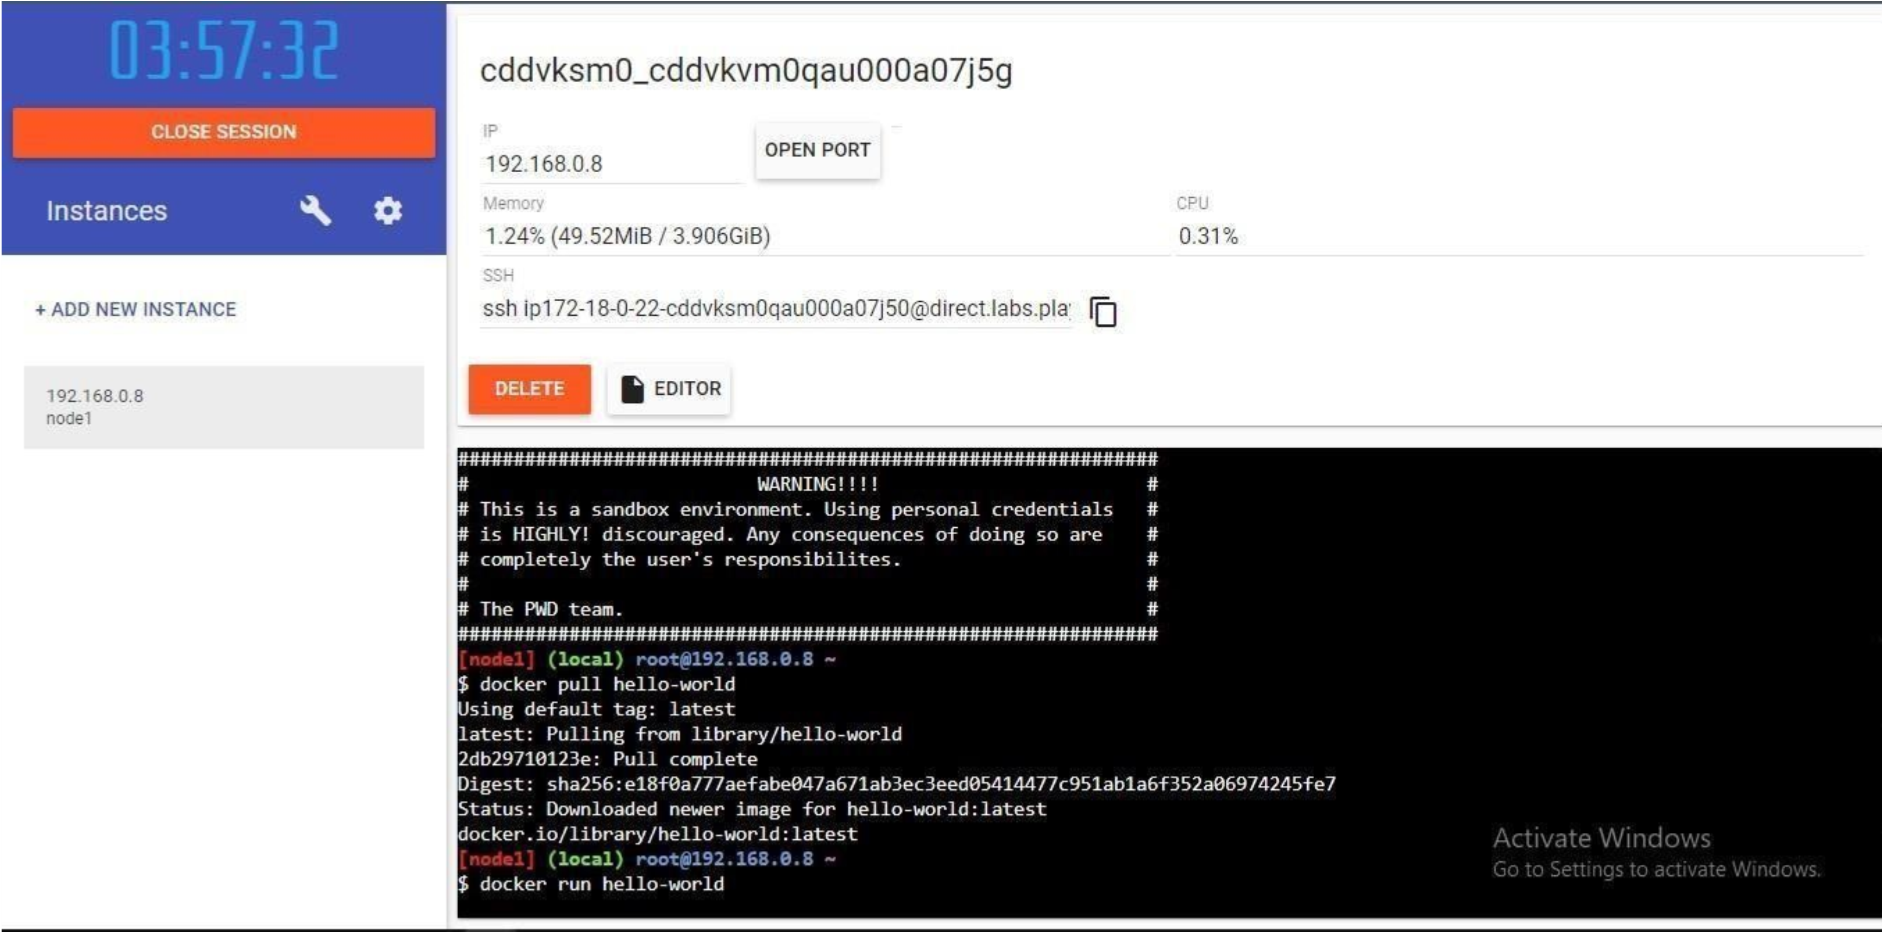 03:57:32
CLOSE SESSION
Instances
+ ADD NEW INSTANCE
192.168.0.8
node1
cddvksm0_cddvkvm0qau000a07j5g
IP
192.168.0.8
OPEN PORT
Memory
1.24% (49.52MiB / 3.906GiB)
CPU
0.31%
SSH
ssh ip172-18-0-22-cddvksm0qau000a07j50@direct.labs.pla
DELETE
EDITOR
###############################################################
# WARNING!!!! #
# This is a sandbox environment. Using personal credentials #
# is HIGHLY! discouraged. Any consequences of doing so are #
# completely the user's responsibilites. #
# #
# The PWD team. #
###############################################################
[node1] (local) root@192.168.0.8 ~
$ docker pull hello-world
Using default tag: latest
latest: Pulling from library/hello-world
2db29710123e: Pull complete
Digest: sha256:e18f0a777aefabe047a671ab3ec3eed05414477c951ab1a6f352a06974245fe7
Status: Downloaded newer image for hello-world:latest
docker.io/library/hello-world:latest
[node1] (local) root@192.168.0.8 ~
$ docker run hello-world
Activate Windows
Go to Settings to activate Windows.